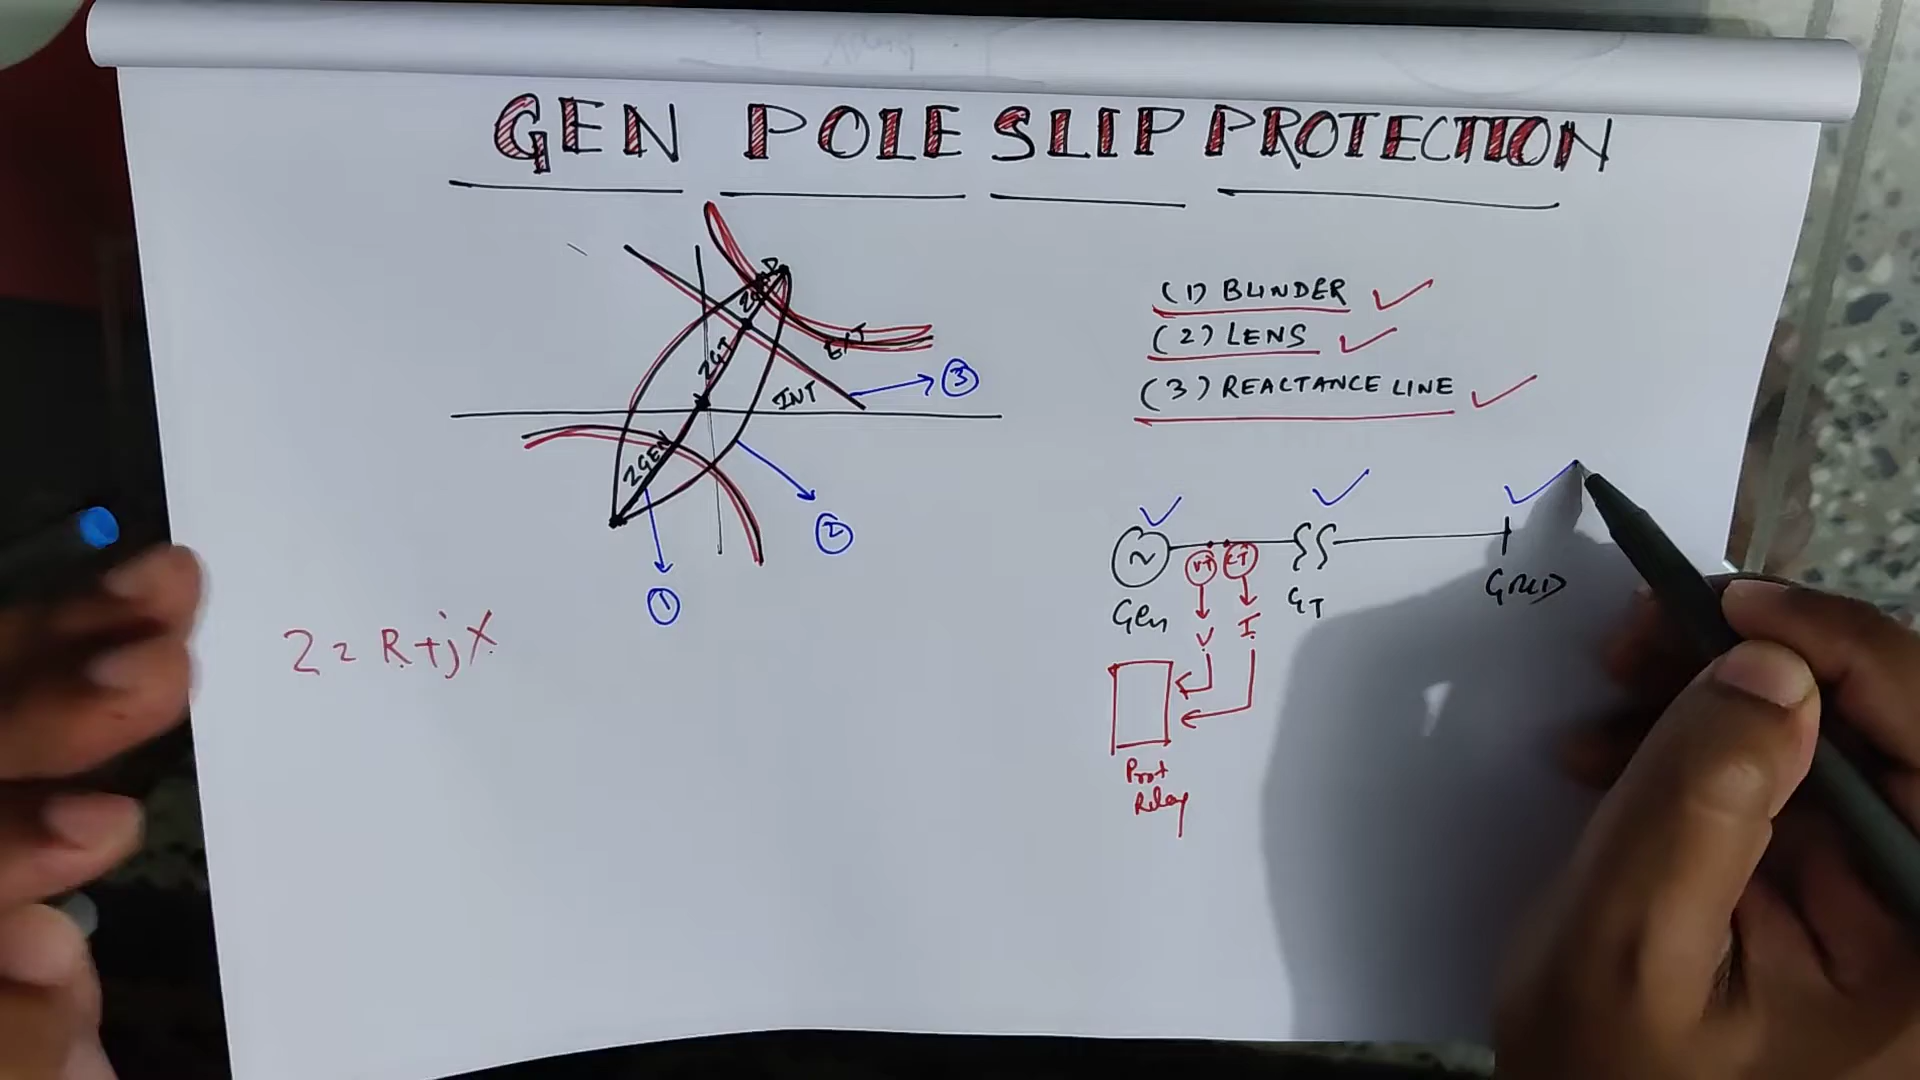 GEN POLE SLIP PROTECTION
(1) BLINDER
(2) LENS
(3) REACTANCE LINE
ZGT
EXT
INT
3
ZGEN
2
1
Z = R+jX
~
VT CT
Gen
GT
GRID
V I
Prot
Relay